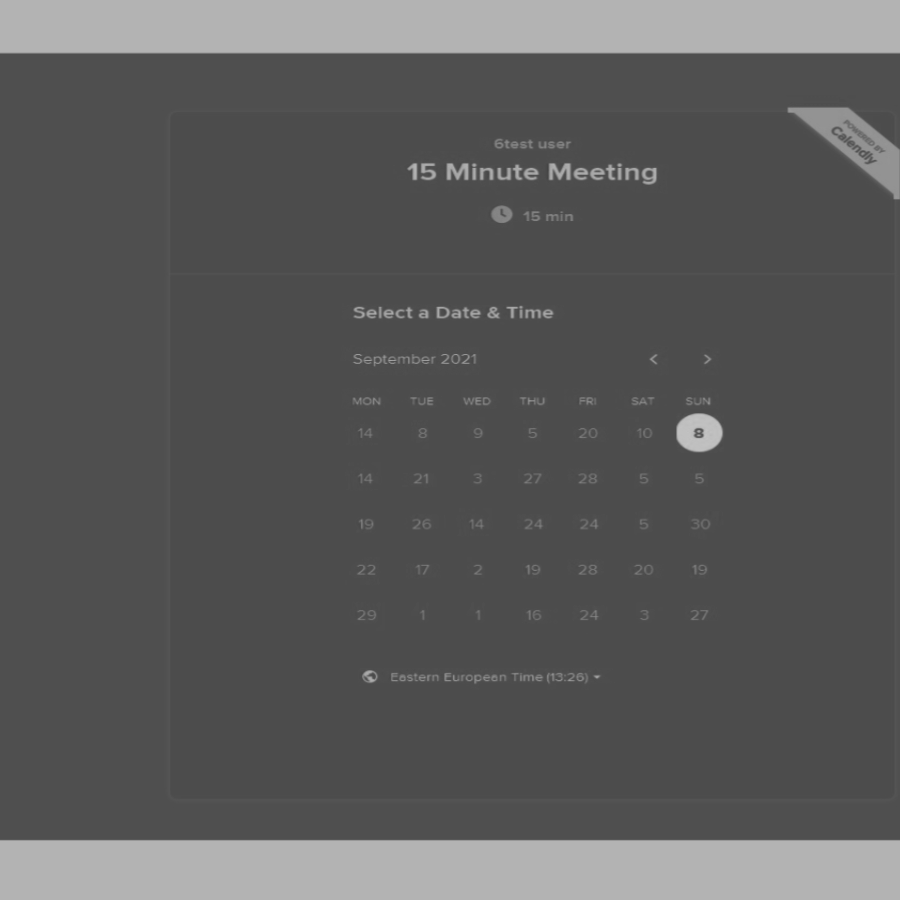 POWERED BY
Calendly
6test user
15 Minute Meeting
15 min
Select a Date & Time
September 2021
MON TUE WED THU FRI SAT SUN
14 8 9 5 20 10 8
14 21 3 27 28 5 5
19 26 14 24 24 5 30
22 17 2 19 28 20 19
29 1 1 16 24 3 27
Eastern European Time (13:26)